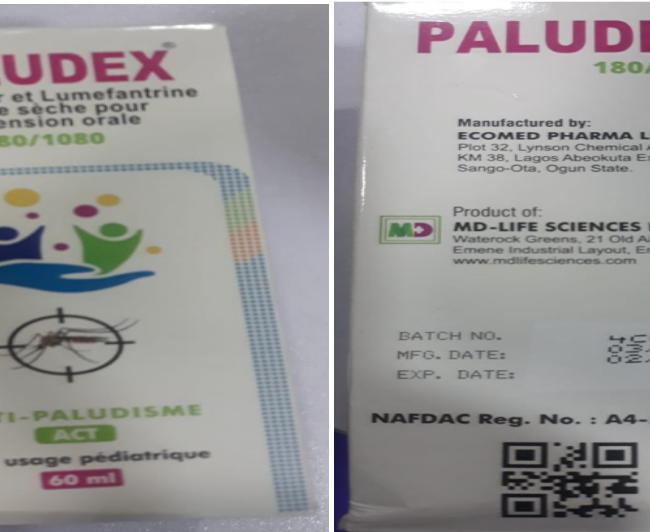 UDEX®
r et Lumefantrine
e sèche pour
ension orale
80/1080
TI-PALUDISME
ACT
usage pédiatrique
60 ml
PALUD
180/
Manufactured by:
ECOMED PHARMA L
Plot 32, Lynson Chemical A
KM 38, Lagos Abeokuta Ex
Sango-Ota, Ogun State.
MD
Product of:
MD-LIFE SCIENCES
Waterock Greens, 21 Old A
Emene Industrial Layout, E
www.mdlifesciences.com
BATCH NO.
MFG. DATE:
EXP. DATE:
NAFDAC Reg. No. : A4-